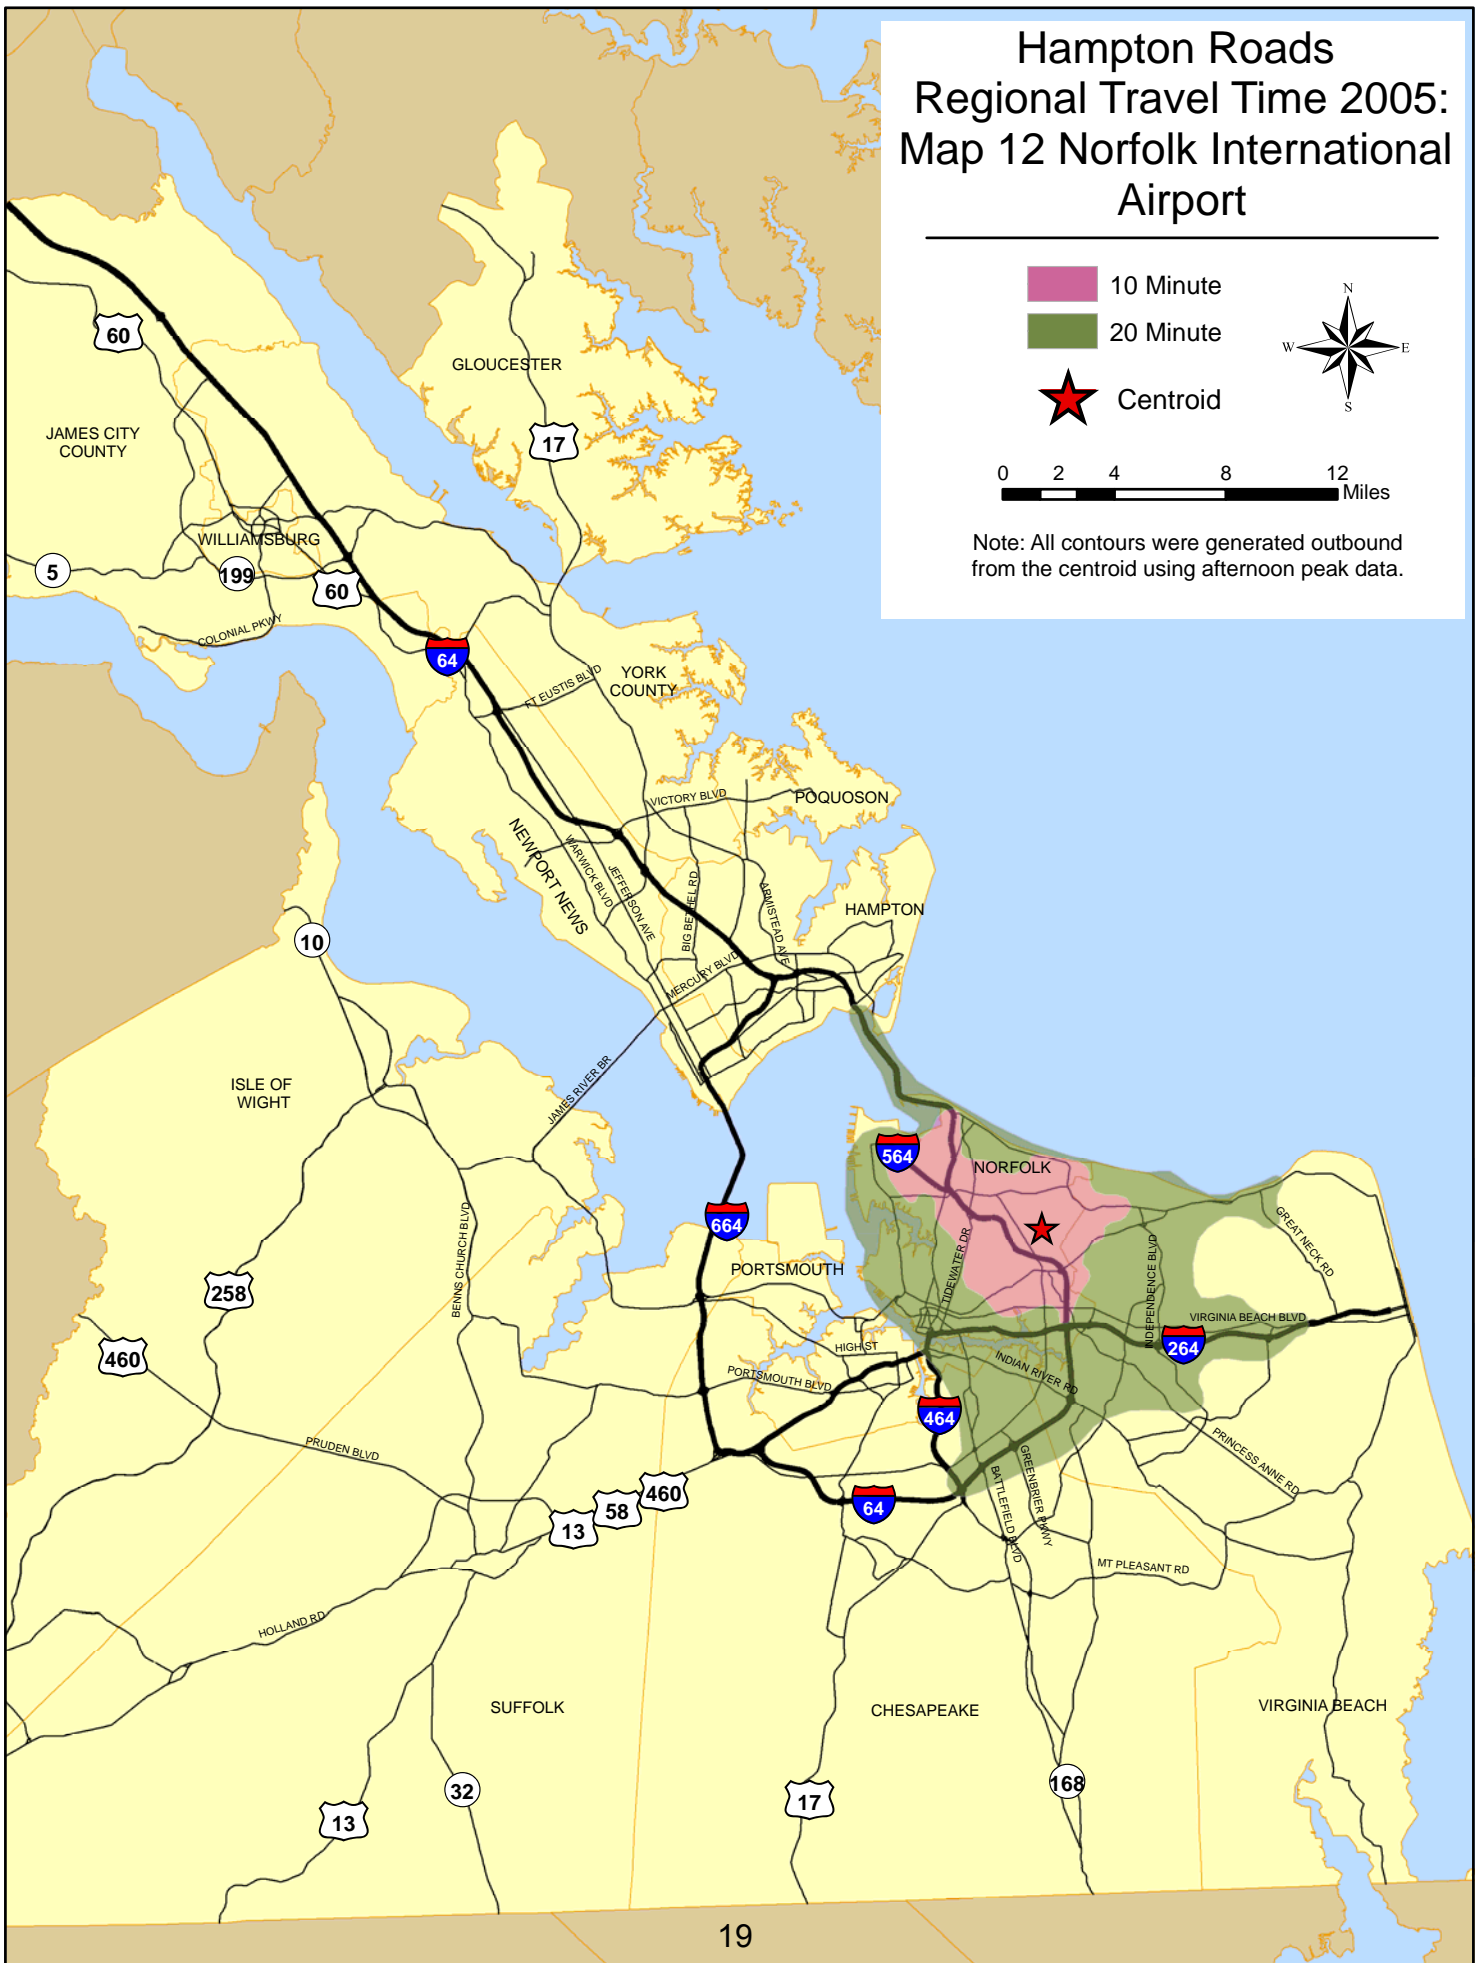 Hampton Roads
Regional Travel Time 2005:
Map 12 Norfolk International
Airport
10 Minute
20 Minute
Centroid
N
W
E
S
0 2 4 8 12
Miles
Note: All contours were generated outbound
from the centroid using afternoon peak data.
60
GLOUCESTER
17
JAMES CITY
COUNTY
WILLIAMSBURG
5
199
60
COLONIAL PKWY
64
FT EUSTIS BLVD
YORK
COUNTY
VICTORY BLVD
POQUOSON
NEWPORT NEWS
WARWICK BLVD
JEFFERSON AVE
BIG BETHEL RD
ARMISTEAD AVE
HAMPTON
MERCURY BLVD
10
ISLE OF
WIGHT
JAMES RIVER BR
564
NORFOLK
664
BENNS CHURCH BLVD
TIDEWATER DR
INDEPENDENCE BLVD
GREAT NECK RD
PORTSMOUTH
258
VIRGINIA BEACH BLVD
264
460
HIGH ST
INDIAN RIVER RD
PORTSMOUTH BLVD
464
PRUDEN BLVD
PRINCESS ANNE RD
GREENBRIER PKWY
BATTLEFIELD BLVD
460
58
13
64
MT PLEASANT RD
HOLLAND RD
SUFFOLK
CHESAPEAKE
VIRGINIA BEACH
32
17
168
13
19